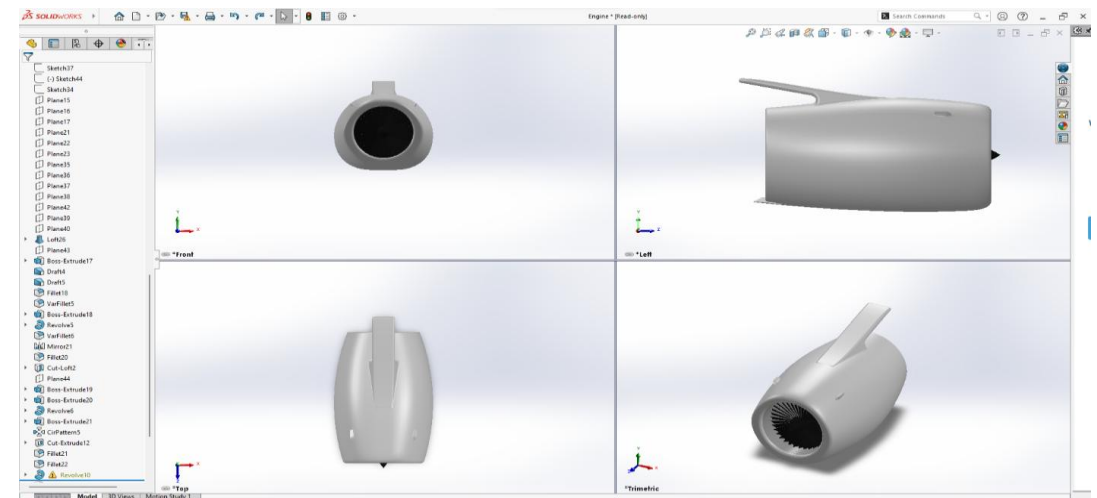 SOLIDWORKS
Engine * [Read-only]
Search Commands
Sketch37
(-) Sketch44
Sketch34
Plane15
Plane16
Plane17
Plane21
Plane22
Plane23
Plane35
Plane36
Plane37
Plane38
Plane42
Plane39
Plane40
Loft26
Plane43
Boss-Extrude17
Draft4
Draft5
Fillet18
VarFillet5
Boss-Extrude18
Revolve5
VarFillet6
Mirror21
Fillet20
Cut-Loft2
Plane44
Boss-Extrude19
Boss-Extrude20
Revolve6
Boss-Extrude21
CirPattern5
Cut-Extrude12
Fillet21
Fillet22
Revolve10
*Front
*Left
*Top
*Trimetric
Model
3D Views
Motion Study 1